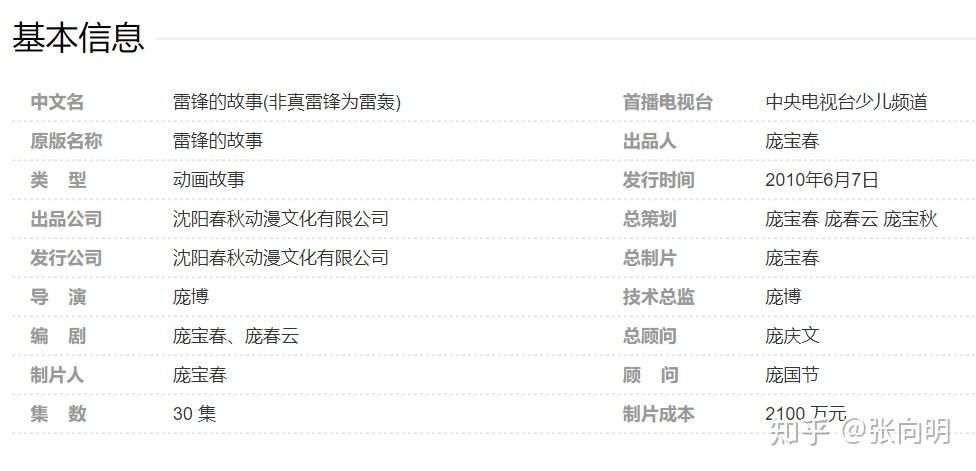 基本信息
中文名 雷锋的故事(非真雷锋为雷轰) 首播电视台 中央电视台少儿频道
原版名称 雷锋的故事 出品人 庞宝春
类 型 动画故事 发行时间 2010年6月7日
出品公司 沈阳春秋动漫文化有限公司 总策划 庞宝春 庞春云 庞宝秋
发行公司 沈阳春秋动漫文化有限公司 总制片 庞宝春
导 演 庞博 技术总监 庞博
编 剧 庞宝春、庞春云 总顾问 庞庆文
制片人 庞宝春 顾 问 庞国节
集 数 30 集 制片成本 2100 万元
知乎 @张向明